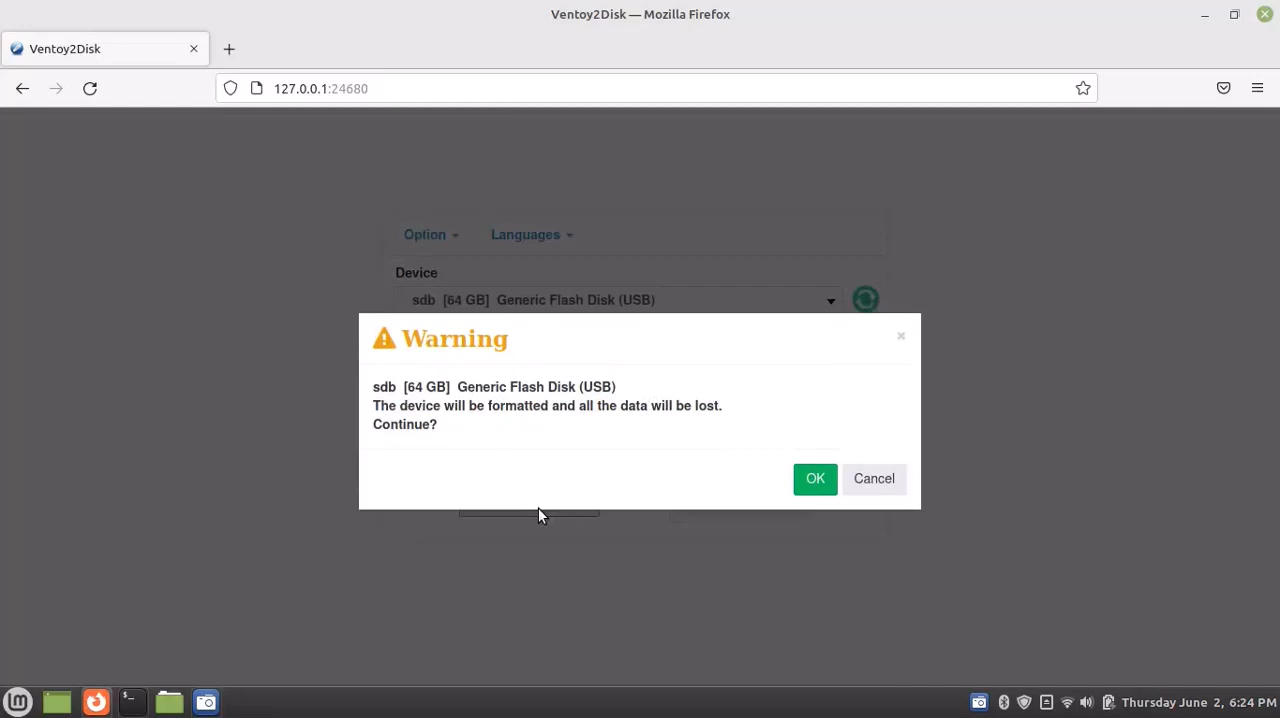 Ventoy2Disk — Mozilla Firefox
Ventoy2Disk
127.0.0.1:24680
Option
Languages
Device
sdb [64 GB] Generic Flash Disk (USB)
Warning
sdb [64 GB] Generic Flash Disk (USB)
The device will be formatted and all the data will be lost.
Continue?
OK
Cancel
Thursday June 2, 6:24 PM